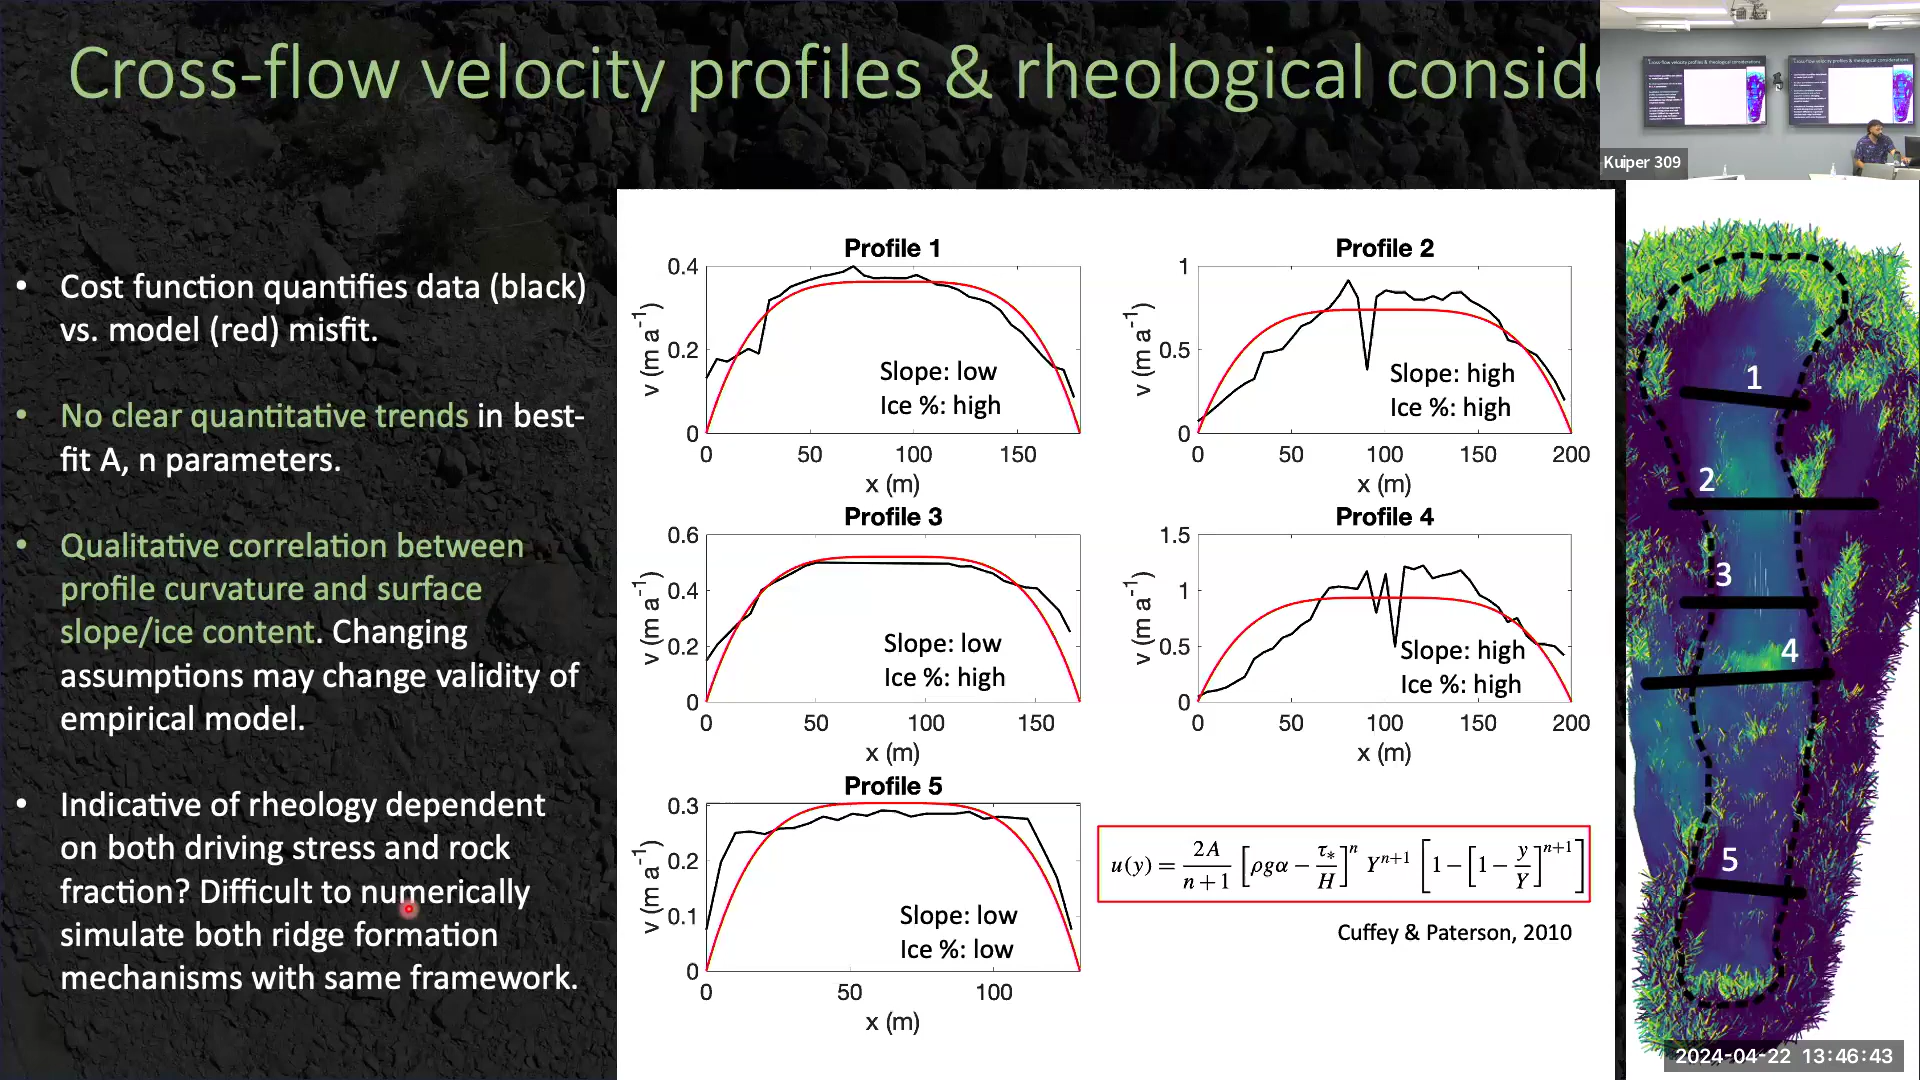 Cross-flow velocity profiles & rheological consid
Kuiper 309
• Cost function quantifies data (black)
vs. model (red) misfit.
• No clear quantitative trends in best-
fit A, n parameters.
• Qualitative correlation between
profile curvature and surface
slope/ice content. Changing
assumptions may change validity of
empirical model.
• Indicative of rheology dependent
on both driving stress and rock
fraction? Difficult to numerically
simulate both ridge formation
mechanisms with same framework.
Profile 1
v (m a⁻¹)
0.4
0.2
0
Slope: low
Ice %: high
0 50 100 150
x (m)
Profile 2
v (m a⁻¹)
1
0.5
0
Slope: high
Ice %: high
0 50 100 150 200
x (m)
Profile 3
v (m a⁻¹)
0.6
0.4
0.2
0
Slope: low
Ice %: high
0 50 100 150
x (m)
Profile 4
v (m a⁻¹)
1.5
1
0.5
0
Slope: high
Ice %: high
0 50 100 150 200
x (m)
Profile 5
v (m a⁻¹)
0.3
0.2
0.1
0
Slope: low
Ice %: low
0 50 100
x (m)
u(y) = 2A/(n+1) [ρgα − τ*/H]ⁿ Yⁿ⁺¹ [1 − [1 − y/Y]ⁿ⁺¹]
Cuffey & Paterson, 2010
1
2
3
4
5
2024-04-22 13:46:43